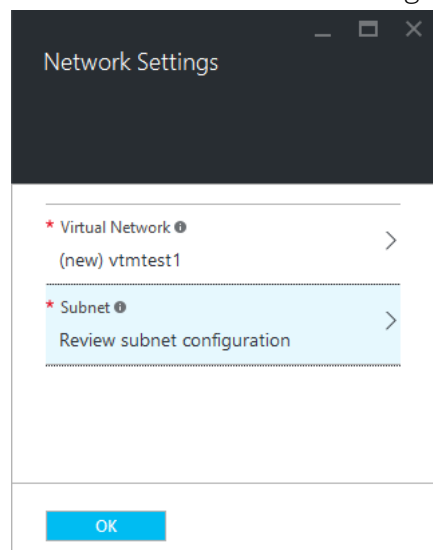 Network Settings
* Virtual Network
(new) vtmtest1
* Subnet
Review subnet configuration
OK